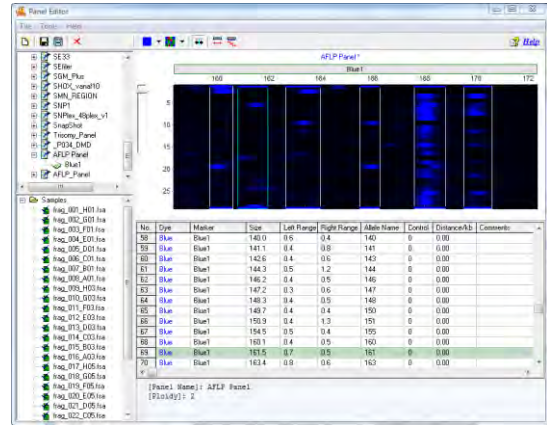 Panel Editor
File Tools Help
Help
SE33
SEfiler
SGM_Plus
SHOX_vanal10
SMN_REGION
SNP1
SNPlex_48plex_v1
SnapShot
Trisomy_Panel
_P034_DMD
AFLP Panel
Blue1
AFLP_Panel
AFLP Panel*
Blue1
160 162 164 166 168 170 172
5
10
15
20
25
Samples
frag_001_H01.fsa
frag_002_G01.fsa
frag_003_F01.fsa
frag_004_E01.fsa
frag_005_D01.fsa
frag_006_C01.fsa
frag_007_B01.fsa
frag_008_A01.fsa
frag_009_H03.fsa
frag_010_G03.fsa
frag_011_F03.fsa
frag_012_E03.fsa
frag_013_D03.fsa
frag_014_C03.fsa
frag_015_B03.fsa
frag_016_A03.fsa
frag_017_H05.fsa
frag_018_G05.fsa
frag_019_F05.fsa
frag_020_E05.fsa
frag_021_D05.fsa
frag_022_C05.fsa
No. Dye Marker Size Left Range Right Range Allele Name Control Distance/kb Comments
58 Blue Blue1 140.0 0.6 0.4 140 0 0.00
59 Blue Blue1 141.1 0.4 0.8 141 0 0.00
60 Blue Blue1 142.6 0.4 0.6 143 0 0.00
61 Blue Blue1 144.3 0.5 1.2 144 0 0.00
62 Blue Blue1 146.2 0.4 0.5 146 0 0.00
63 Blue Blue1 147.2 0.3 0.6 147 0 0.00
64 Blue Blue1 148.3 0.4 0.5 148 0 0.00
65 Blue Blue1 149.7 0.4 0.4 150 0 0.00
66 Blue Blue1 150.9 0.4 1.3 151 0 0.00
67 Blue Blue1 154.5 0.5 0.4 155 0 0.00
68 Blue Blue1 160.1 0.4 0.5 160 0 0.00
69 Blue Blue1 161.5 0.7 0.5 161 0 0.00
70 Blue Blue1 163.4 0.8 0.6 163 0 0.00
[Panel Name]: AFLP Panel
[Ploidy]: 2